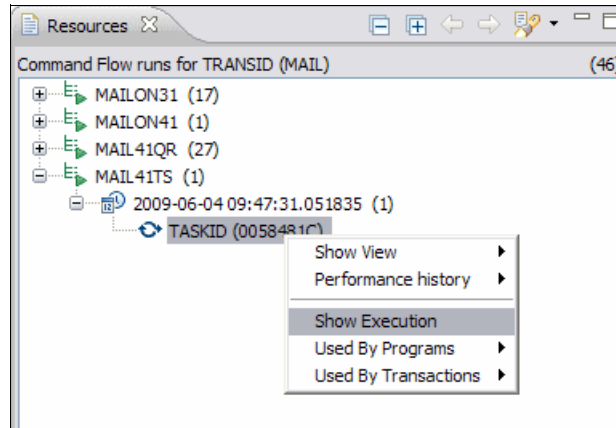 Resources
Command Flow runs for TRANSID (MAIL) (46)
MAILON31 (17)
MAILON41 (1)
MAIL41QR (27)
MAIL41TS (1)
2009-06-04 09:47:31.051835 (1)
TASKID (0058481C)
Show View
Performance history
Show Execution
Used By Programs
Used By Transactions